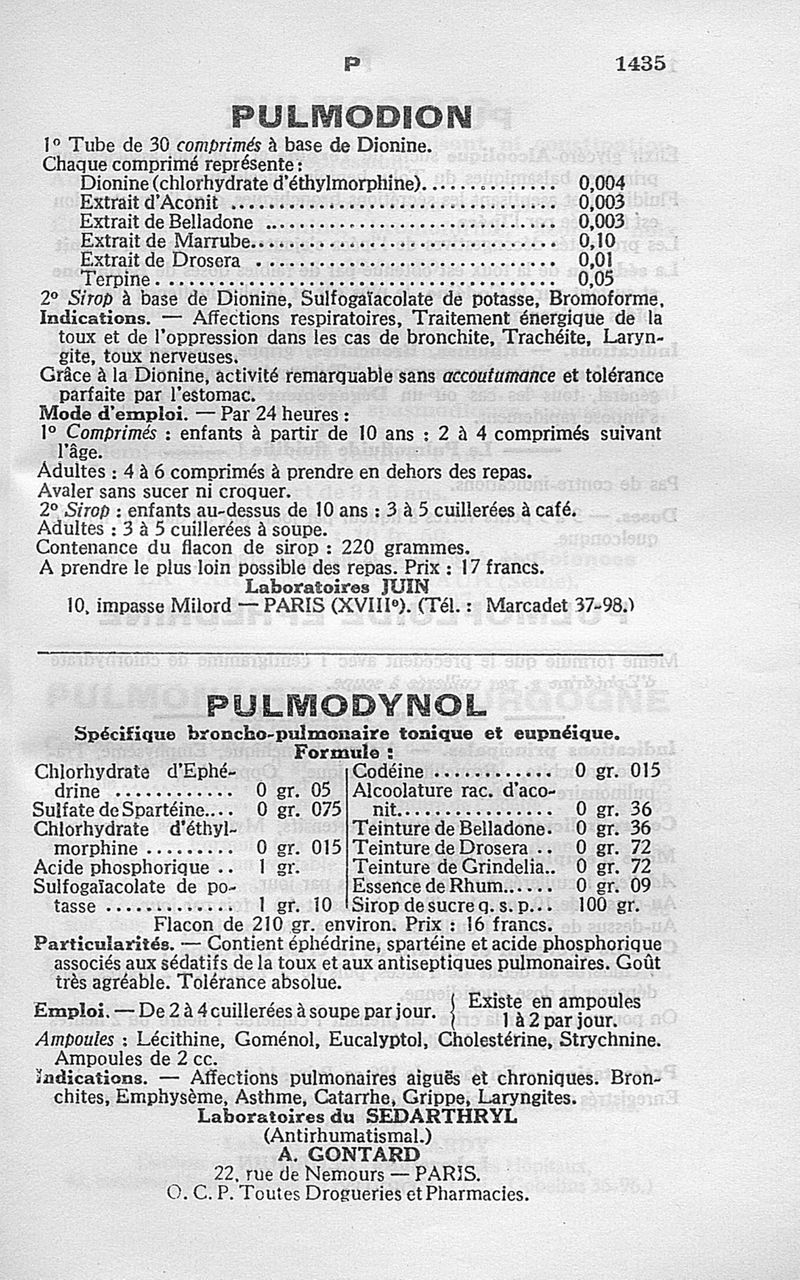 P 1435
PULMODION
1º Tube de 30 comprimés à base de Dionine.
Chaque comprimé représente :
Dionine (chlorhydrate d'éthylmorphine).............. 0,004
Extrait d'Aconit .................................. 0,003
Extrait de Belladone .............................. 0,003
Extrait de Marrube................................. 0,10
Extrait de Drosera ................................ 0,01
Terpine............................................ 0,05
2º Sirop à base de Dionine, Sulfogaïacolate de potasse, Bromoforme.
Indications. — Affections respiratoires, Traitement énergique de la
toux et de l'oppression dans les cas de bronchite, Trachéite, Laryn-
gite, toux nerveuses.
Grâce à la Dionine, activité remarquable sans accoutumance et tolérance
parfaite par l'estomac.
Mode d'emploi. — Par 24 heures :
1º Comprimés : enfants à partir de 10 ans : 2 à 4 comprimés suivant
l'âge.
Adultes : 4 à 6 comprimés à prendre en dehors des repas.
Avaler sans sucer ni croquer.
2º Sirop : enfants au-dessus de 10 ans : 3 à 5 cuillerées à café.
Adultes : 3 à 5 cuillerées à soupe.
Contenance du flacon de sirop : 220 grammes.
A prendre le plus loin possible des repas. Prix : 17 francs.
Laboratoires JUIN
10, impasse Milord — PARIS (XVIIIº). (Tél. : Marcadet 37-98.)
PULMODYNOL
Spécifique broncho-pulmonaire tonique et eupnéique.
Formule :
Chlorhydrate d'Ephé-
drine ............ 0 gr. 05
Sulfate de Spartéine.... 0 gr. 075
Chlorhydrate d'éthyl-
morphine ......... 0 gr. 015
Acide phosphorique .. 1 gr.
Sulfogaïacolate de po-
tasse ............. 1 gr. 10
Codéine ............ 0 gr. 015
Alcoolature rac. d'aco-
nit................ 0 gr. 36
Teinture de Belladone. 0 gr. 36
Teinture de Drosera .. 0 gr. 72
Teinture de Grindelia.. 0 gr. 72
Essence de Rhum...... 0 gr. 09
Sirop de sucre q. s. p... 100 gr.
Flacon de 210 gr. environ. Prix : 16 francs.
Particularités. — Contient éphédrine, spartéine et acide phosphorique
associés aux sédatifs de la toux et aux antiseptiques pulmonaires. Goût
très agréable. Tolérance absolue.
Emploi. — De 2 à 4 cuillerées à soupe par jour. { Existe en ampoules
1 à 2 par jour.
Ampoules : Lécithine, Goménol, Eucalyptol, Cholestérine, Strychnine.
Ampoules de 2 cc.
Indications. — Affections pulmonaires aiguës et chroniques. Bron-
chites, Emphysème, Asthme, Catarrhe, Grippe, Laryngites.
Laboratoires du SEDARTHRYL
(Antirhumatismal.)
A. GONTARD
22, rue de Nemours — PARIS.
O. C. P. Toutes Drogueries et Pharmacies.